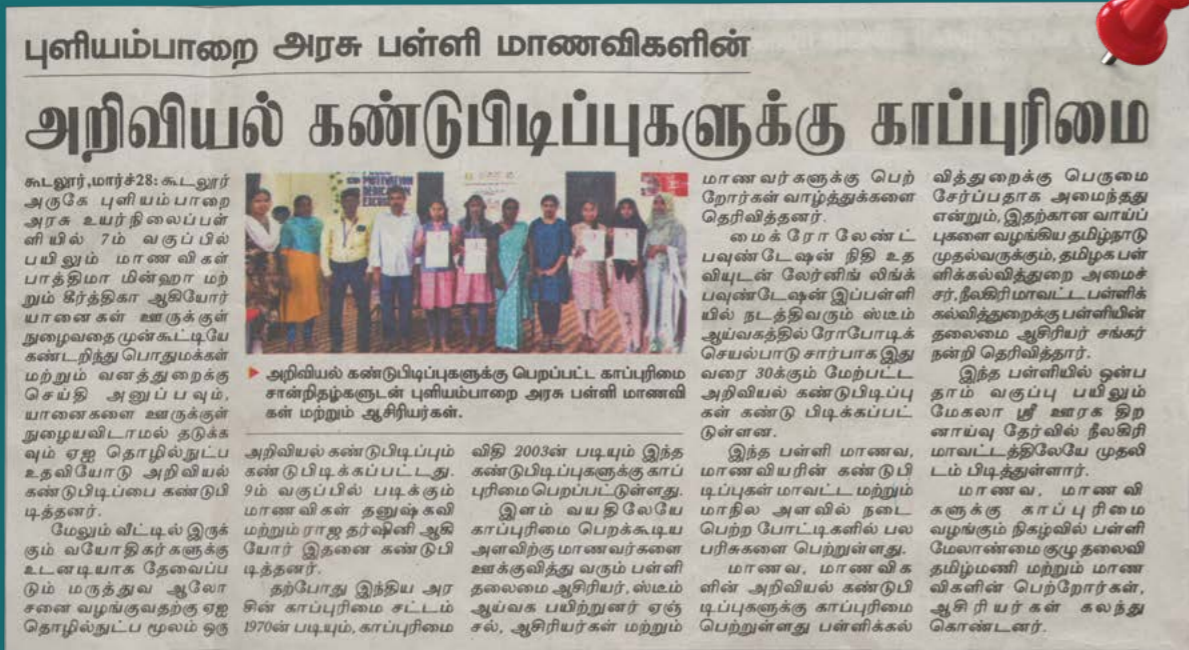 புளியம்பாறை அரசு பள்ளி மாணவிகளின்
அறிவியல் கண்டுபிடிப்புகளுக்கு காப்புரிமை
கூடலூர்,மார்ச்28: கூடலூர்
அருகே புளியம்பாறை
அரசு உயர்நிலைப்பள்
ளியில் 7ம் வகுப்பில்
பயிலும் மாணவிகள்
பாத்திமா மின்ஹா மற்
றும் கீர்த்திகா ஆகியோர்
யானைகள் ஊருக்குள்
நுழைவதை முன்கூட்டியே
கண்டறிந்து பொதுமக்கள்
மற்றும் வனத்துறைக்கு
செய்தி அனுப்பவும்,
யானைகளை ஊருக்குள்
நுழையவிடாமல் தடுக்க
வும் ஏஐ தொழில்நுட்ப
உதவியோடு அறிவியல்
கண்டுபிடிப்பை கண்டுபி
டித்தனர்.
மேலும் வீட்டில் இருக்
கும் வயோதிகர்களுக்கு
உடனடியாக தேவைப்ப
டும் மருத்துவ ஆலோ
சனை வழங்குவதற்கு ஏஐ
தொழில்நுட்ப மூலம் ஒரு
MOTIVATION
DEDICATION
அறிவியல் கண்டுபிடிப்புகளுக்கு பெறப்பட்ட காப்புரிமை
சான்றிதழ்களுடன் புளியம்பாறை அரசு பள்ளி மாணவி
கள் மற்றும் ஆசிரியர்கள்.
அறிவியல் கண்டுபிடிப்பும்
கண்டுபிடிக்கப்பட்டது.
9ம் வகுப்பில் படிக்கும்
மாணவிகள் தனுஷ்கவி
மற்றும் ராஜ தர்ஷினி ஆகி
யோர் இதனை கண்டுபி
டித்தனர்.
தற்போது இந்திய அர
சின் காப்புரிமை சட்டம்
1970ன் படியும், காப்புரிமை
விதி 2003ன் படியும் இந்த
கண்டுபிடிப்புகளுக்கு காப்
புரிமை பெறப்பட்டுள்ளது.
இளம் வயதிலேயே
காப்புரிமை பெறக்கூடிய
அளவிற்கு மாணவர்களை
ஊக்குவித்து வரும் பள்ளி
தலைமை ஆசிரியர், ஸ்டீம்
ஆய்வக பயிற்றுனர் ஏஞ்
சல், ஆசிரியர்கள் மற்றும்
மாணவர்களுக்கு பெற்
றோர்கள் வாழ்த்துக்களை
தெரிவித்தனர்.
மைக்ரோ லேண்ட்
பவுண்டேஷன் நிதி உத
வியுடன் லேர்னிங் லிங்க்
பவுண்டேஷன் இப்பள்ளி
யில் நடத்திவரும் ஸ்டீம்
ஆய்வகத்தில் ரோபோடிக்
செயல்பாடு சார்பாக இது
வரை 30க்கும் மேற்பட்ட
அறிவியல் கண்டுபிடிப்பு
கள் கண்டு பிடிக்கப்பட்
டுள்ளன.
இந்த பள்ளி மாணவ,
மாணவியரின் கண்டுபி
டிப்புகள் மாவட்ட மற்றும்
மாநில அளவில் நடை
பெற்ற போட்டிகளில் பல
பரிசுகளை பெற்றுள்ளது.
மாணவ, மாணவிக
ளின் அறிவியல் கண்டுபி
டிப்புகளுக்கு காப்புரிமை
பெற்றுள்ளது பள்ளிக்கல்
வித்துறைக்கு பெருமை
சேர்ப்பதாக அமைந்தது
என்றும், இதற்கான வாய்ப்
புகளை வழங்கிய தமிழ்நாடு
முதல்வருக்கும், தமிழக பள்
ளிக்கல்வித்துறை அமைச்
சர், நீலகிரி மாவட்ட பள்ளிக்
கல்வித்துறைக்கு பள்ளியின்
தலைமை ஆசிரியர் சங்கர்
நன்றி தெரிவித்தார்.
இந்த பள்ளியில் ஒன்ப
தாம் வகுப்பு பயிலும்
மேகலா ஸ்ரீ ஊரக திற
னாய்வு தேர்வில் நீலகிரி
மாவட்டத்திலேயே முதலி
டம் பிடித்துள்ளார்.
மாணவ, மாணவி
களுக்கு காப்புரிமை
வழங்கும் நிகழ்வில் பள்ளி
மேலாண்மை குழு தலைவி
தமிழ்மணி மற்றும் மாண
விகளின் பெற்றோர்கள்,
ஆசிரியர்கள் கலந்து
கொண்டனர்.